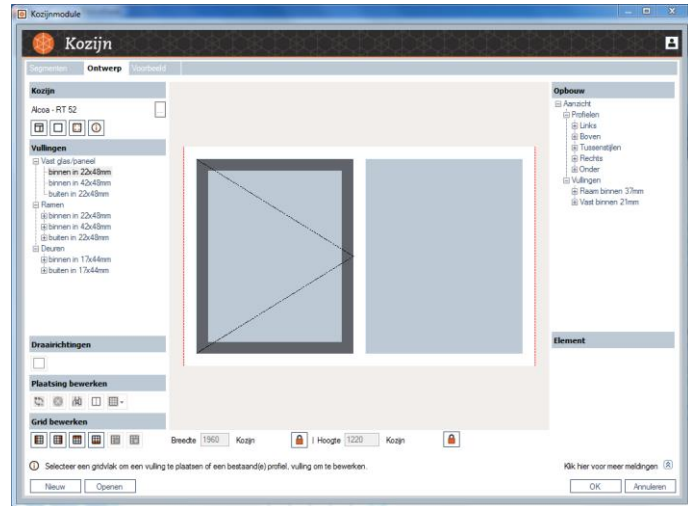 Kozijnmodule
Kozijn
Segmenten Ontwerp Voorbeeld
Kozijn
Alcoa - RT 52
...
Vullingen
Vast glas/paneel
binnen in 22x48mm
binnen in 42x48mm
buiten in 22x48mm
Ramen
binnen in 22x48mm
binnen in 42x48mm
buiten in 22x48mm
Deuren
binnen in 17x44mm
buiten in 17x44mm
Draairichtingen
Plaatsing bewerken
Grid bewerken
Opbouw
Aanzicht
Profielen
Links
Boven
Tussenstijlen
Rechts
Onder
Vullingen
Raam binnen 37mm
Vast binnen 21mm
Element
Breedte 1960 Kozijn | Hoogte 1220 Kozijn
Selecteer een gridvlak om een vulling te plaatsen of een bestaand(e) profiel, vulling om te bewerken.
Klik hier voor meer meldingen
Nieuw Openen
OK Annuleren